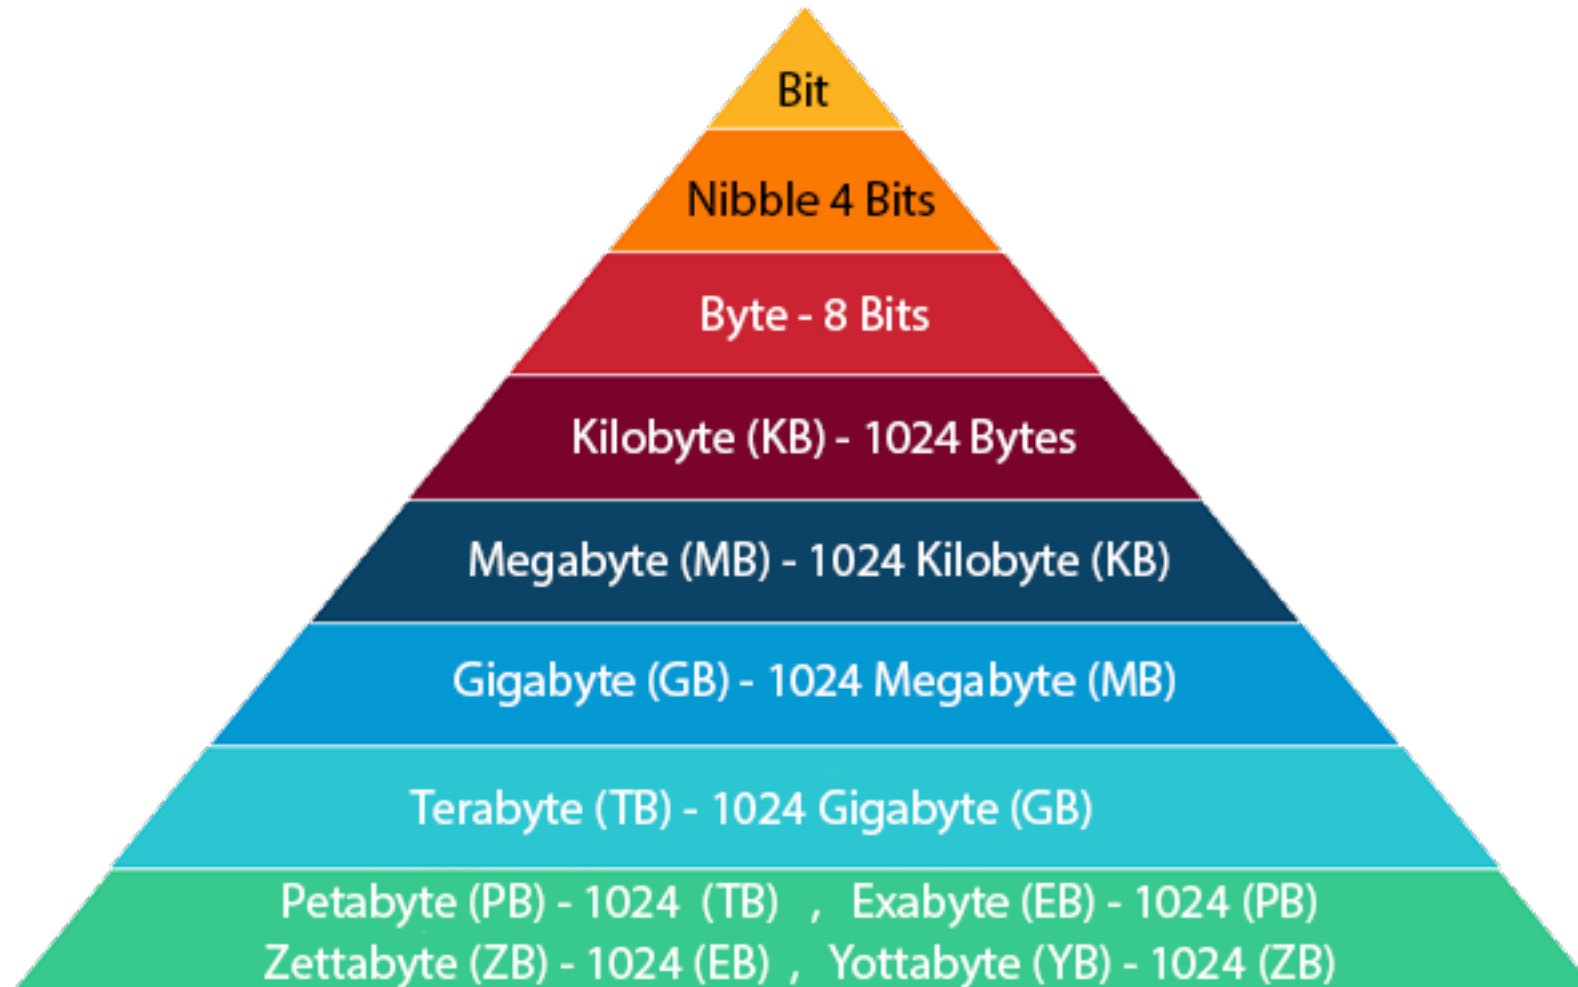 Bit
Nibble 4 Bits
Byte - 8 Bits
Kilobyte (KB) - 1024 Bytes
Megabyte (MB) - 1024 Kilobyte (KB)
Gigabyte (GB) - 1024 Megabyte (MB)
Terabyte (TB) - 1024 Gigabyte (GB)
Petabyte (PB) - 1024 (TB) , Exabyte (EB) - 1024 (PB)
Zettabyte (ZB) - 1024 (EB) , Yottabyte (YB) - 1024 (ZB)